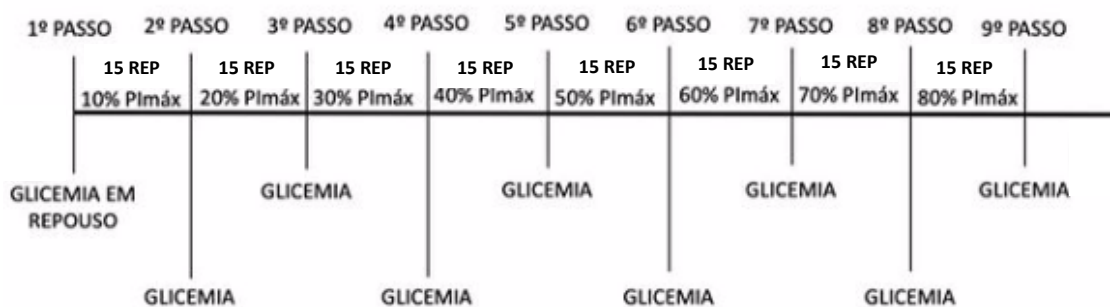 1º PASSO 2º PASSO 3º PASSO 4º PASSO 5º PASSO 6º PASSO 7º PASSO 8º PASSO 9º PASSO
15 REP 15 REP 15 REP 15 REP 15 REP 15 REP 15 REP 15 REP
10% PImáx 20% PImáx 30% PImáx 40% PImáx 50% PImáx 60% PImáx 70% PImáx 80% PImáx
GLICEMIA EM GLICEMIA GLICEMIA GLICEMIA GLICEMIA
REPOUSO
GLICEMIA GLICEMIA GLICEMIA GLICEMIA